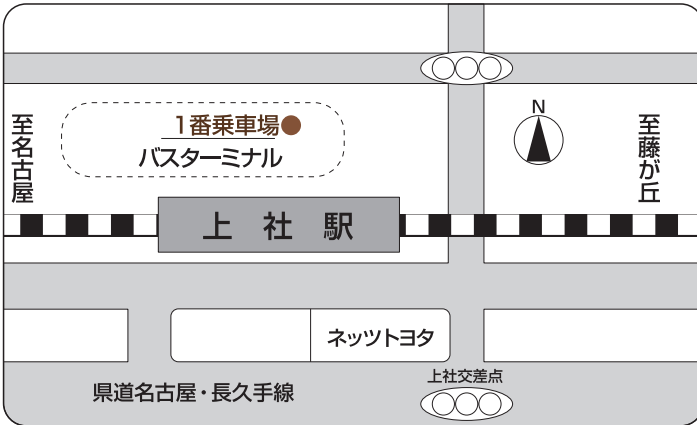 1番乗車場
バスターミナル
至名古屋
N
至藤が丘
上社駅
ネッツトヨタ
上社交差点
県道名古屋・長久手線